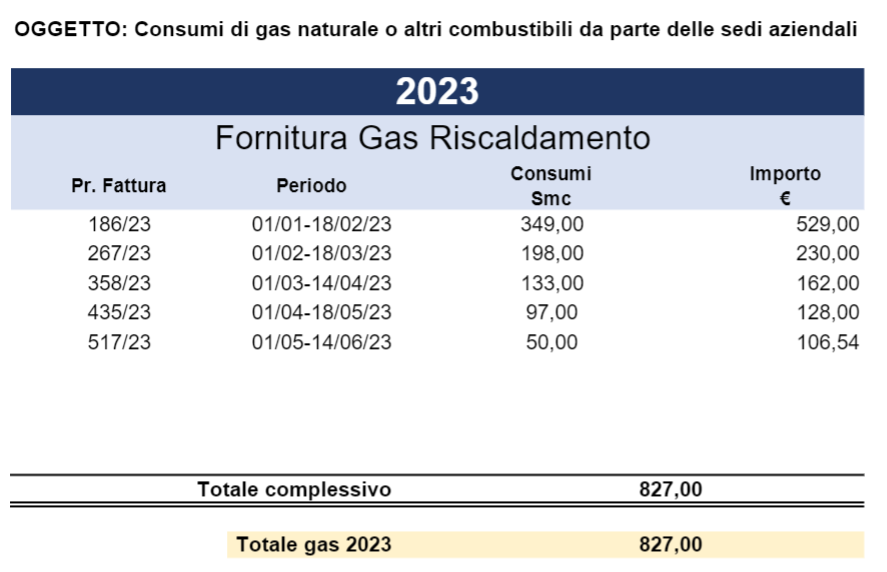 OGGETTO: Consumi di gas naturale o altri combustibili da parte delle sedi aziendali
2023
Fornitura Gas Riscaldamento
Pr. Fattura Periodo Consumi Smc Importo €
186/23 01/01-18/02/23 349,00 529,00
267/23 01/02-18/03/23 198,00 230,00
358/23 01/03-14/04/23 133,00 162,00
435/23 01/04-18/05/23 97,00 128,00
517/23 01/05-14/06/23 50,00 106,54
Totale complessivo 827,00
Totale gas 2023 827,00